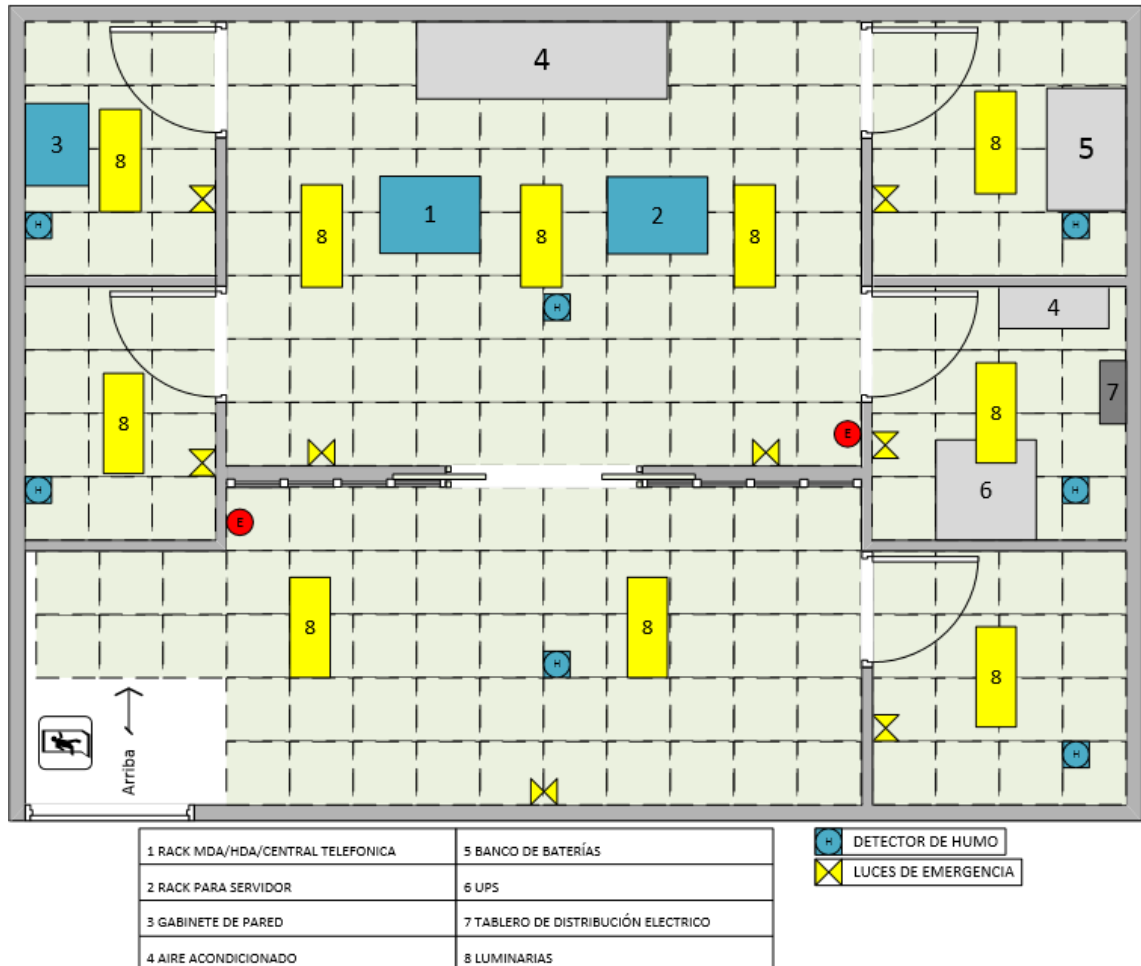 4
3
8
8
5
1
2
8
8
8
4
8
8
7
6
8
8
8
H
H
H
H
H
H
H
E
E
Arriba
1 RACK MDA/HDA/CENTRAL TELEFONICA
5 BANCO DE BATERÍAS
2 RACK PARA SERVIDOR
6 UPS
3 GABINETE DE PARED
7 TABLERO DE DISTRIBUCIÓN ELECTRICO
4 AIRE ACONDICIONADO
8 LUMINARIAS
H DETECTOR DE HUMO
LUCES DE EMERGENCIA